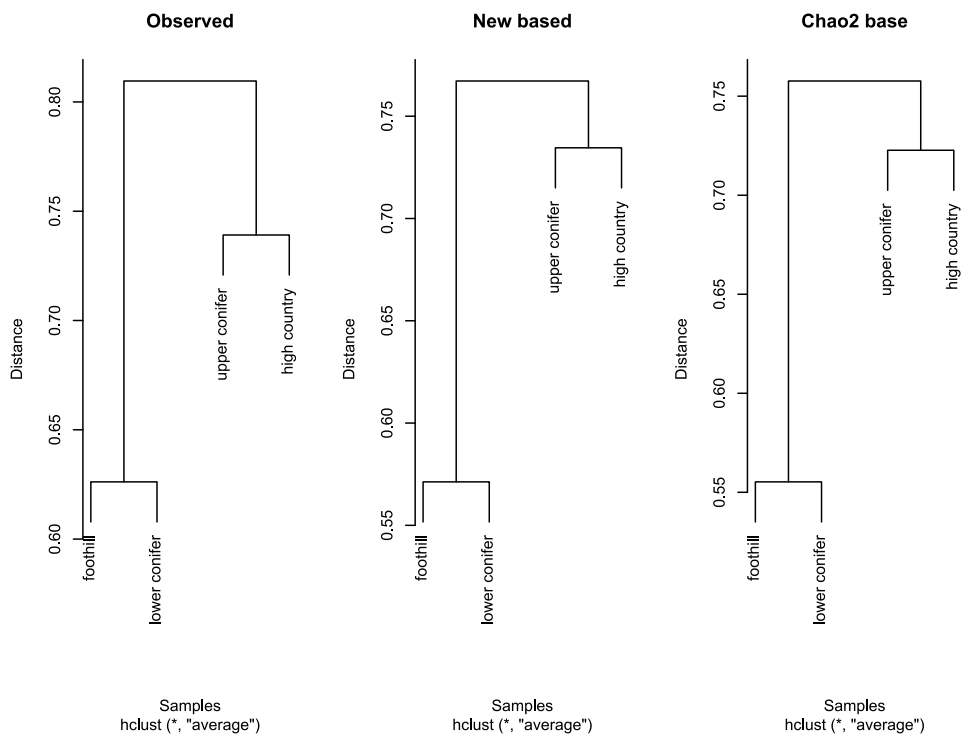 Observed
Distance
0.80
0.75
0.70
0.65
0.60
foothill
lower conifer
upper conifer
high country
Samples
hclust (*, "average")
New based
Distance
0.75
0.70
0.65
0.60
0.55
foothill
lower conifer
upper conifer
high country
Samples
hclust (*, "average")
Chao2 base
Distance
0.75
0.70
0.65
0.60
0.55
foothill
lower conifer
upper conifer
high country
Samples
hclust (*, "average")